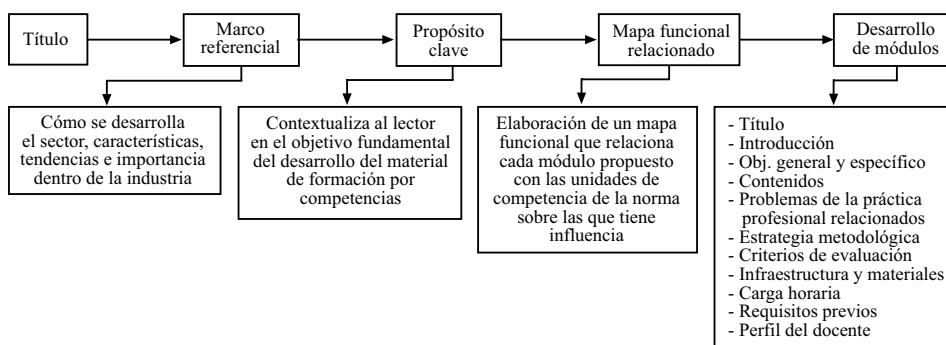 Título
Marco
referencial
Propósito
clave
Mapa funcional
relacionado
Desarrollo
de módulos
Cómo se desarrolla
el sector, características,
tendencias e importancia
dentro de la industria
Contextualiza al lector
en el objetivo fundamental
del desarrollo del material
de formación por
competencias
Elaboración de un mapa
funcional que relaciona
cada módulo propuesto
con las unidades de
competencia de la norma
sobre las que tiene
influencia
- Título
- Introducción
- Obj. general y específico
- Contenidos
- Problemas de la práctica
profesional relacionados
- Estrategia metodológica
- Criterios de evaluación
- Infraestructura y materiales
- Carga horaria
- Requisitos previos
- Perfil del docente